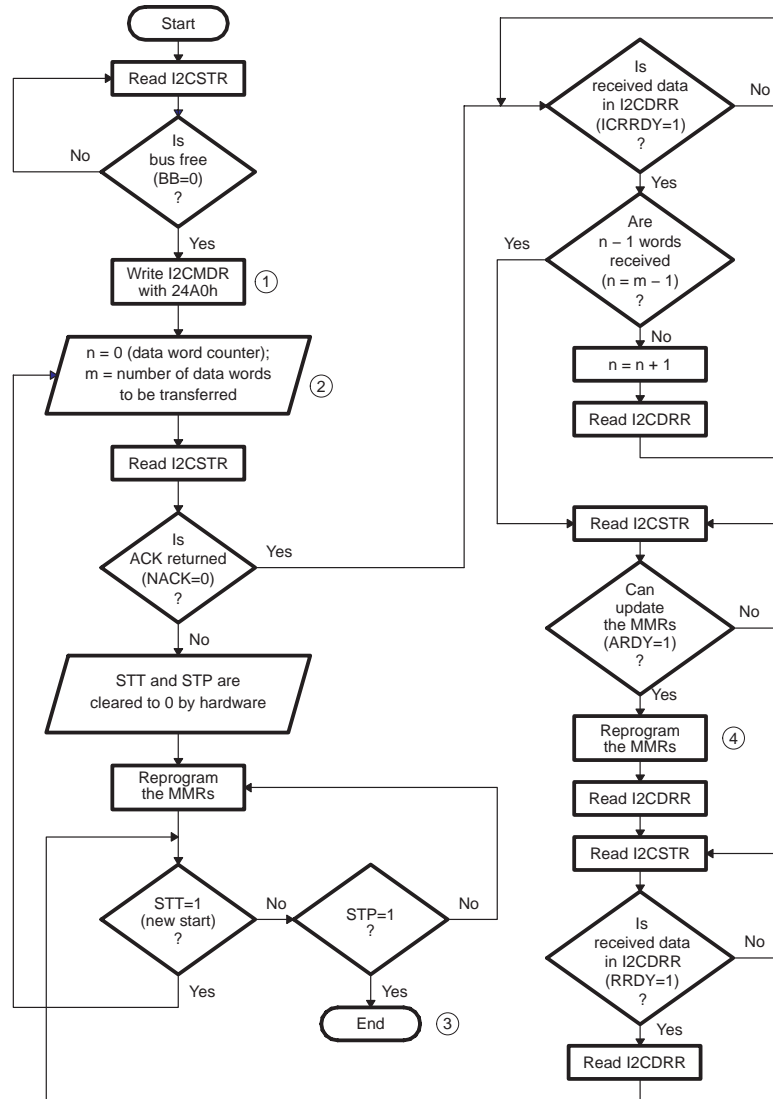 Start
Read I2CSTR
Is
bus free
(BB=0)
?
No
Yes
Write I2CMDR
with 24A0h
1
n = 0 (data word counter);
m = number of data words
to be transferred
2
Read I2CSTR
Is
ACK returned
(NACK=0)
?
Yes
No
STT and STP are
cleared to 0 by hardware
Reprogram
the MMRs
STT=1
(new start)
?
No
Yes
STP=1
?
No
Yes
End
3
Is
received data
in I2CDRR
(ICRRDY=1)
?
No
Yes
Are
n − 1 words
received
(n = m − 1)
?
Yes
No
n = n + 1
Read I2CDRR
Read I2CSTR
Can
update
the MMRs
(ARDY=1)
?
No
Yes
Reprogram
the MMRs
4
Read I2CDRR
Read I2CSTR
Is
received data
in I2CDRR
(RRDY=1)
?
No
Yes
Read I2CDRR